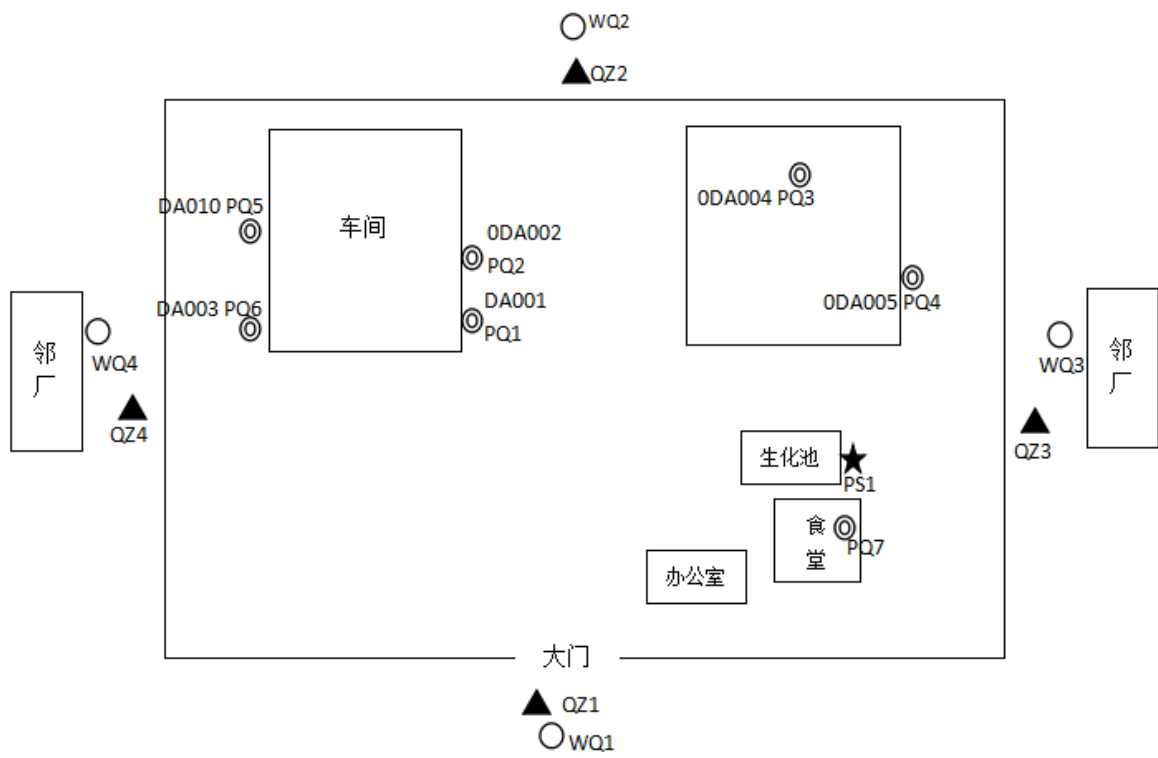 WQ2
QZ2
DA010 PQ5
车间
0DA002
PQ2
DA003 PQ6
DA001
PQ1
0DA004 PQ3
0DA005 PQ4
邻
厂
WQ4
QZ4
WQ3
邻
厂
QZ3
生化池
PS1
食
堂
PQ7
办公室
大门
QZ1
WQ1